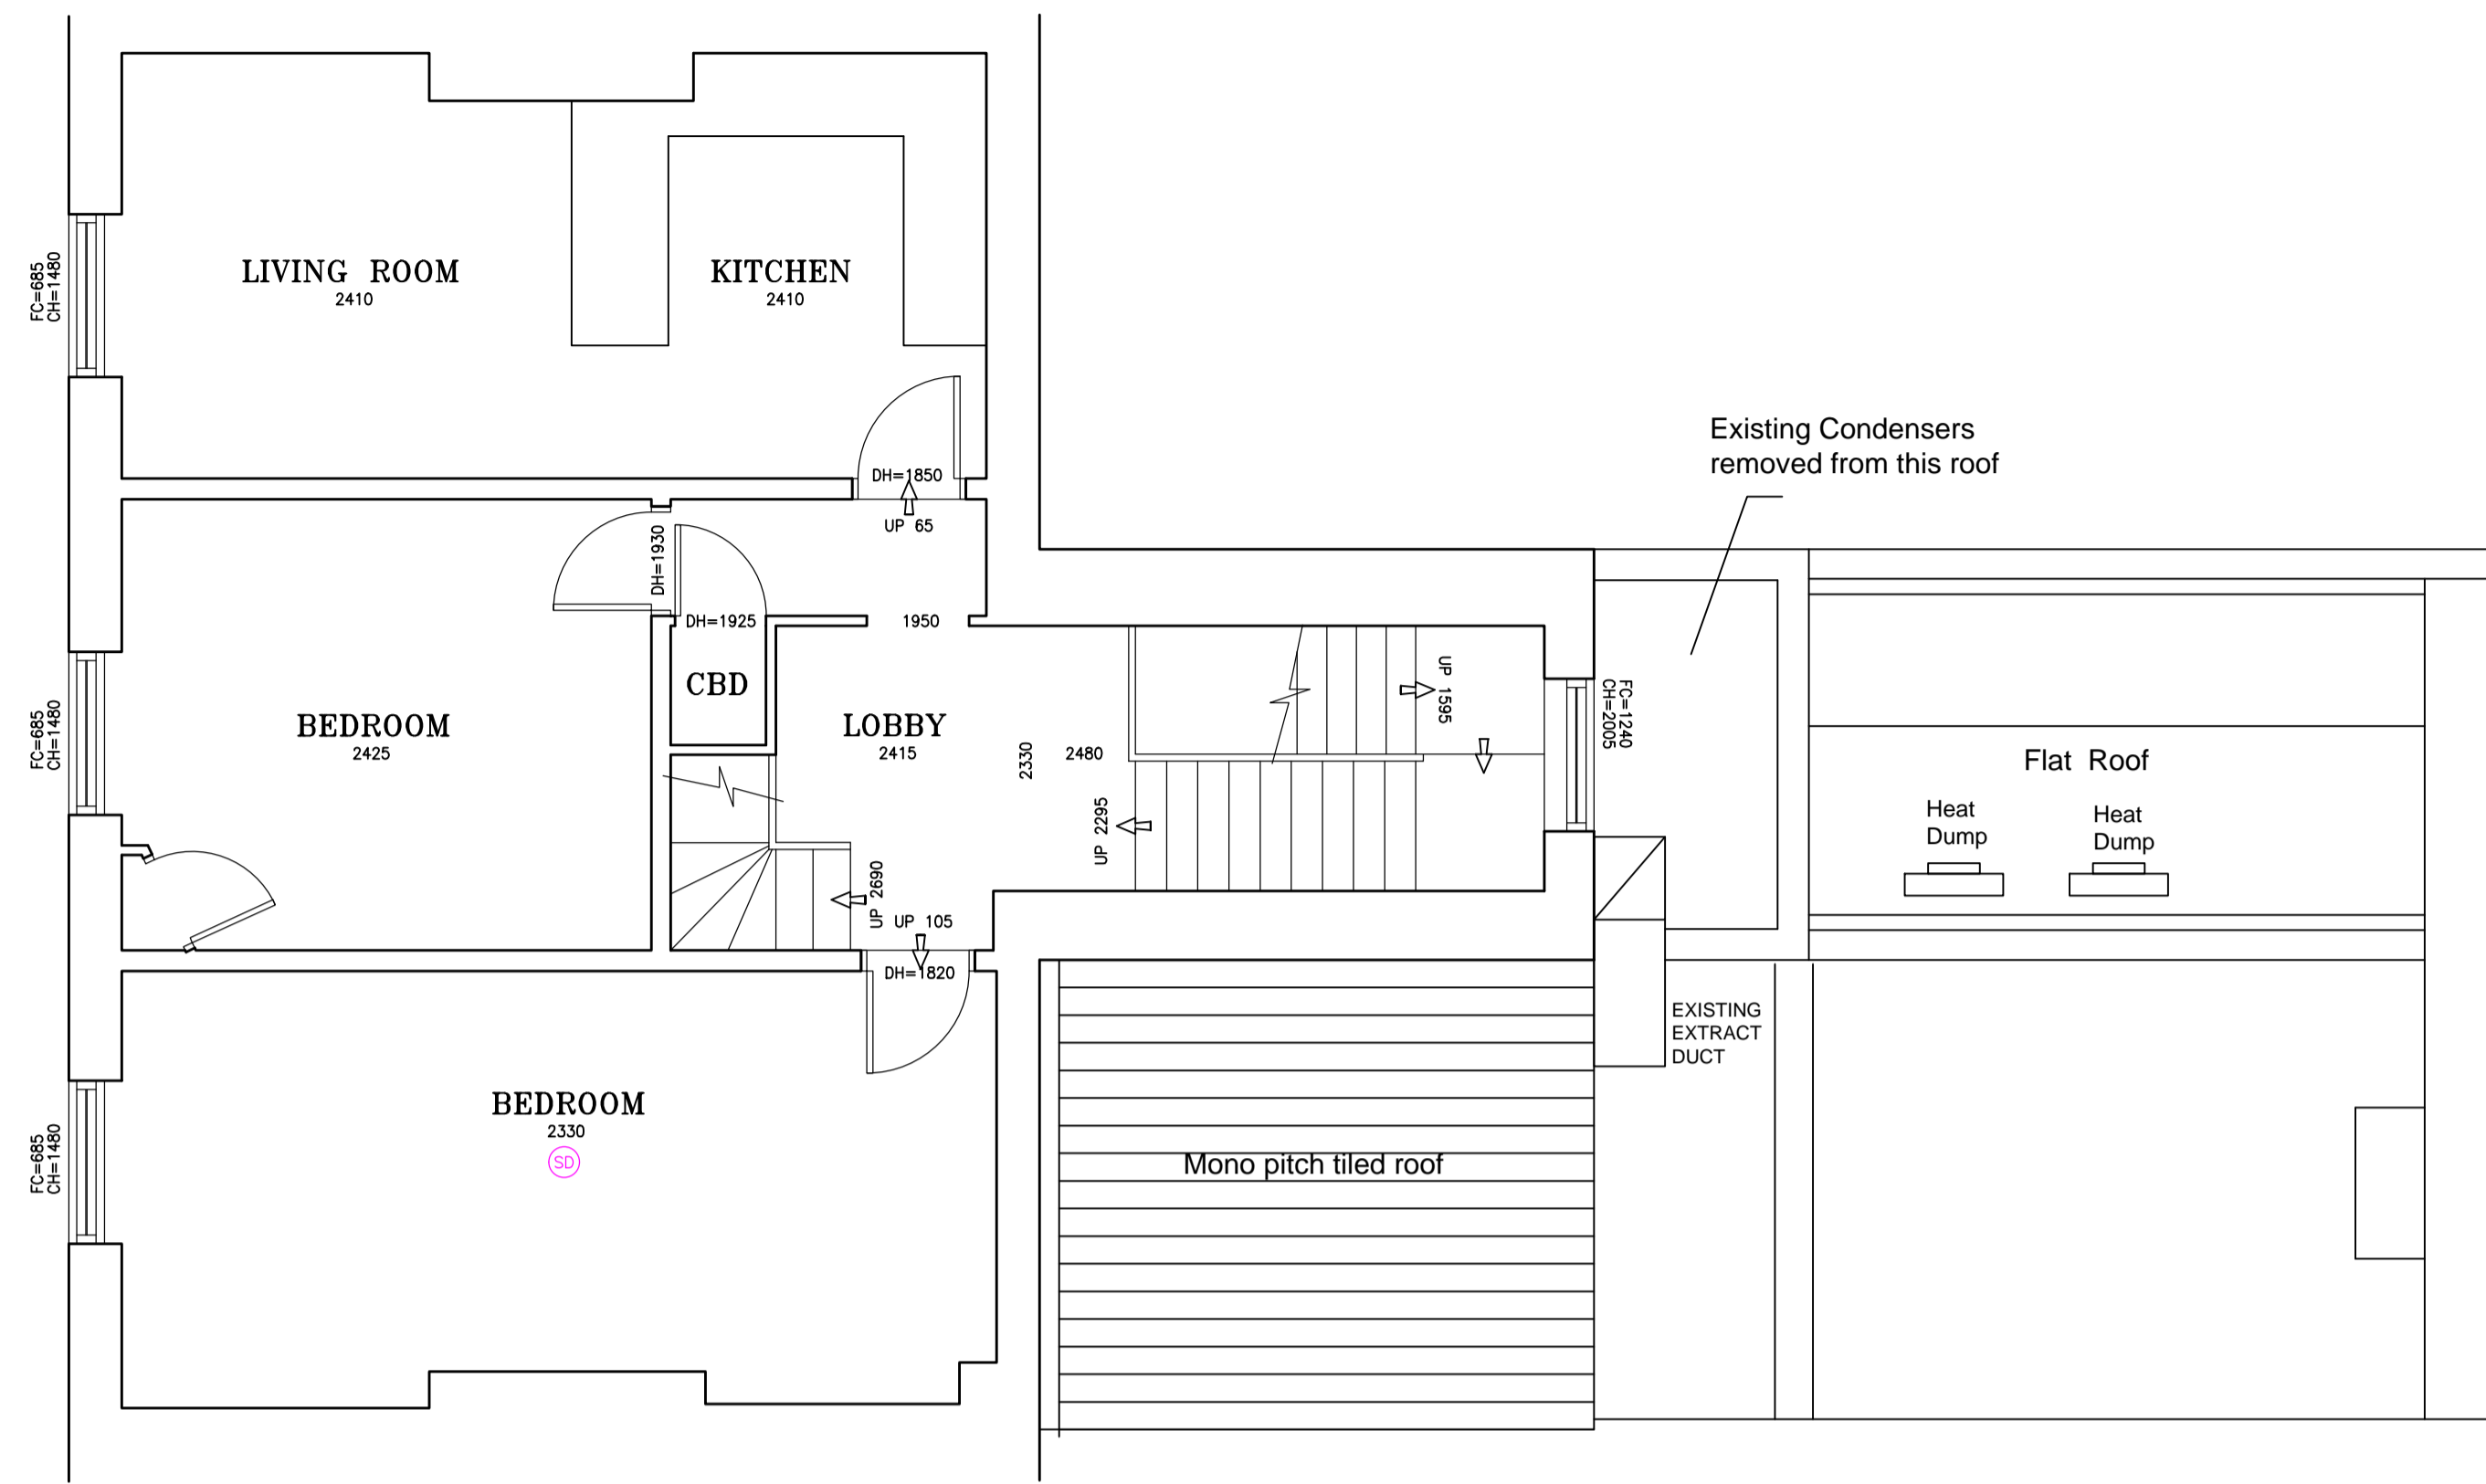 LIVING ROOM
2410
KITCHEN
2410
FC=685
CH=1480
DH=1850
UP 65
Existing Condensers
removed from this roof
DH=1930
DH=1925
1950
CBD
BEDROOM
2425
FC=685
CH=1480
LOBBY
2415
2330
2480
UP 1595
UP 2295
FC=1240
CH=2005
Flat Roof
Heat
Dump
Heat
Dump
UP 2690
UP 105
DH=1820
EXISTING
EXTRACT
DUCT
BEDROOM
2330
SD
FC=685
CH=1480
Mono pitch tiled roof